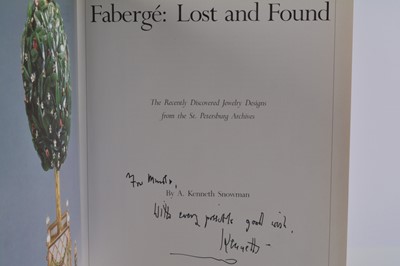 Fabergé: Lost and Found
The Recently Discovered Jewelry Designs
from the St. Petersburg Archives
For
By A. Kenneth Snowman
With every possible good wish.
Kenneth